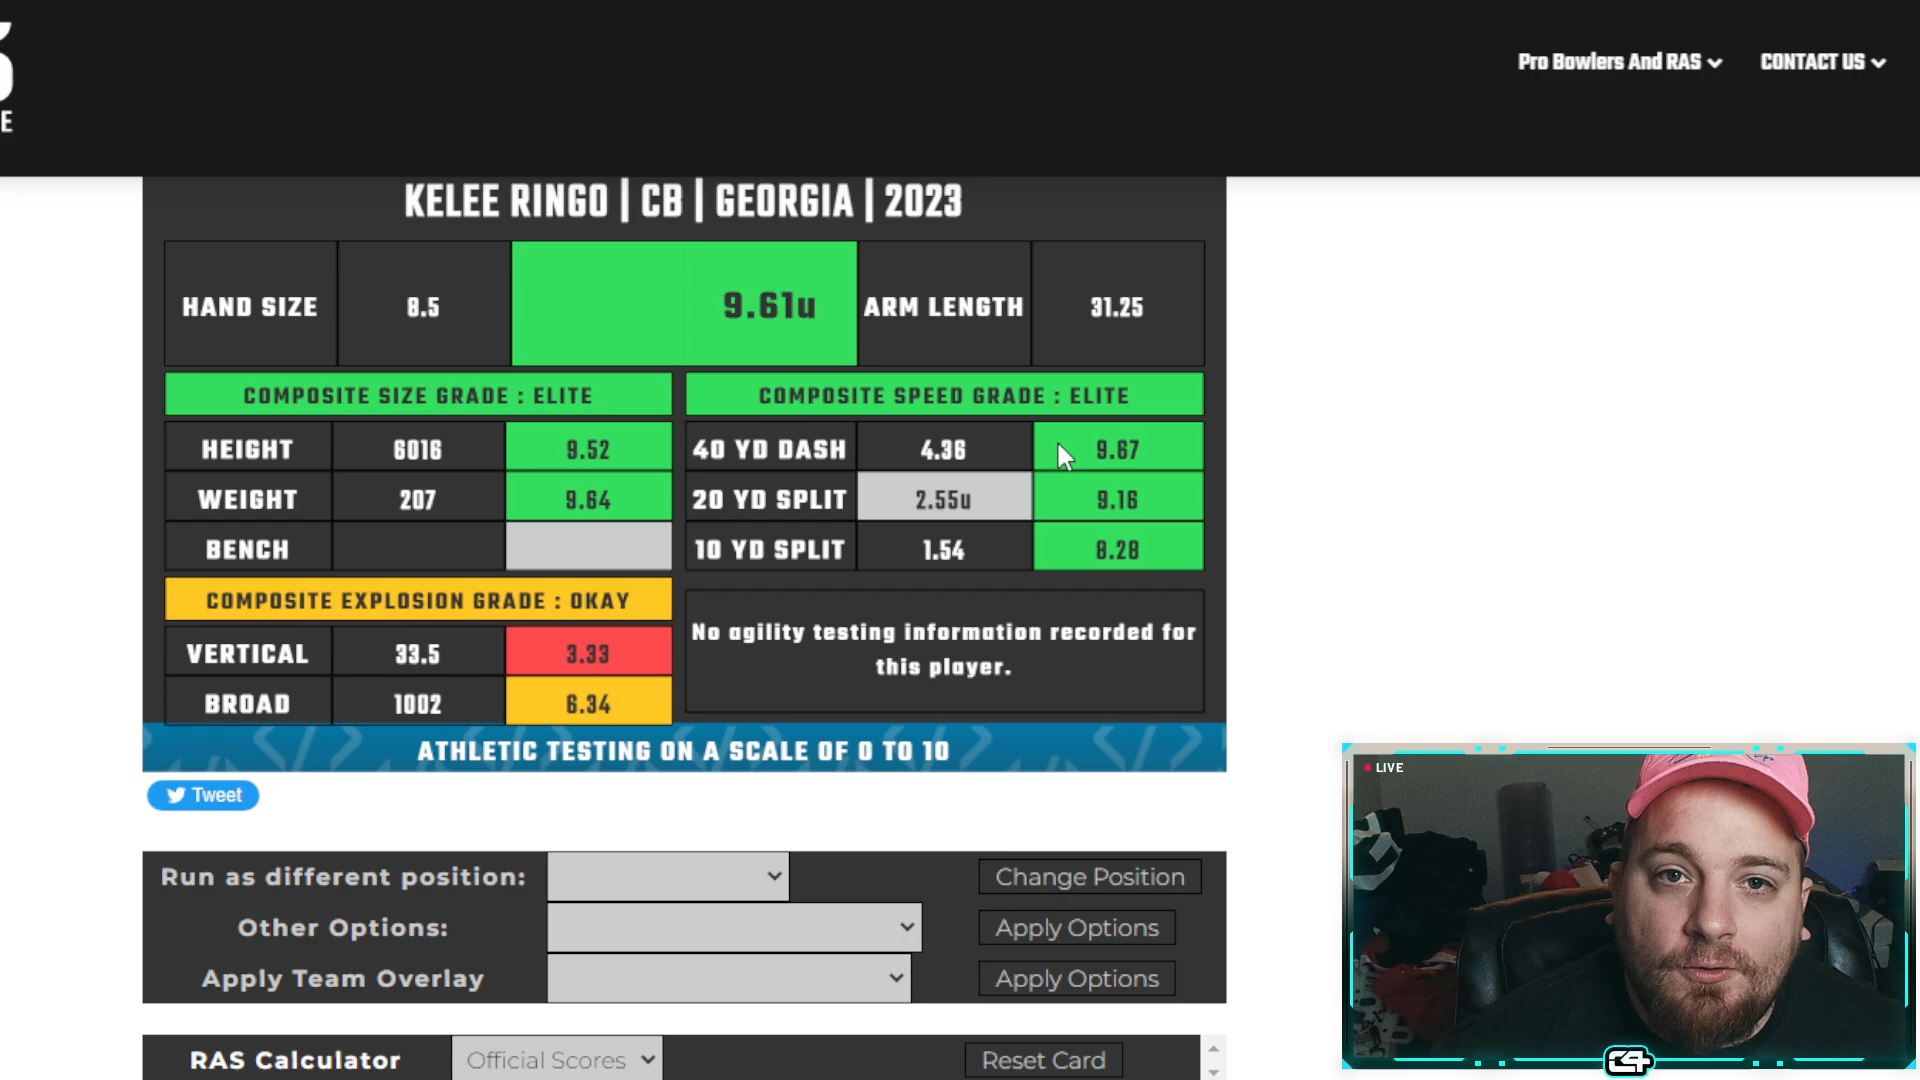 E
Pro Bowlers And RAS
CONTACT US
KELEE RINGO | CB | GEORGIA | 2023
HAND SIZE 8.5 9.61u ARM LENGTH 31.25
COMPOSITE SIZE GRADE : ELITE
HEIGHT 6016 9.52
WEIGHT 207 9.64
BENCH
COMPOSITE SPEED GRADE : ELITE
40 YD DASH 4.36 9.67
20 YD SPLIT 2.55u 9.16
10 YD SPLIT 1.54 8.28
COMPOSITE EXPLOSION GRADE : OKAY
VERTICAL 33.5 3.33
BROAD 1002 6.34
No agility testing information recorded for
this player.
ATHLETIC TESTING ON A SCALE OF 0 TO 10
Tweet
LIVE
Run as different position: Change Position
Other Options: Apply Options
Apply Team Overlay Apply Options
RAS Calculator Official Scores Reset Card